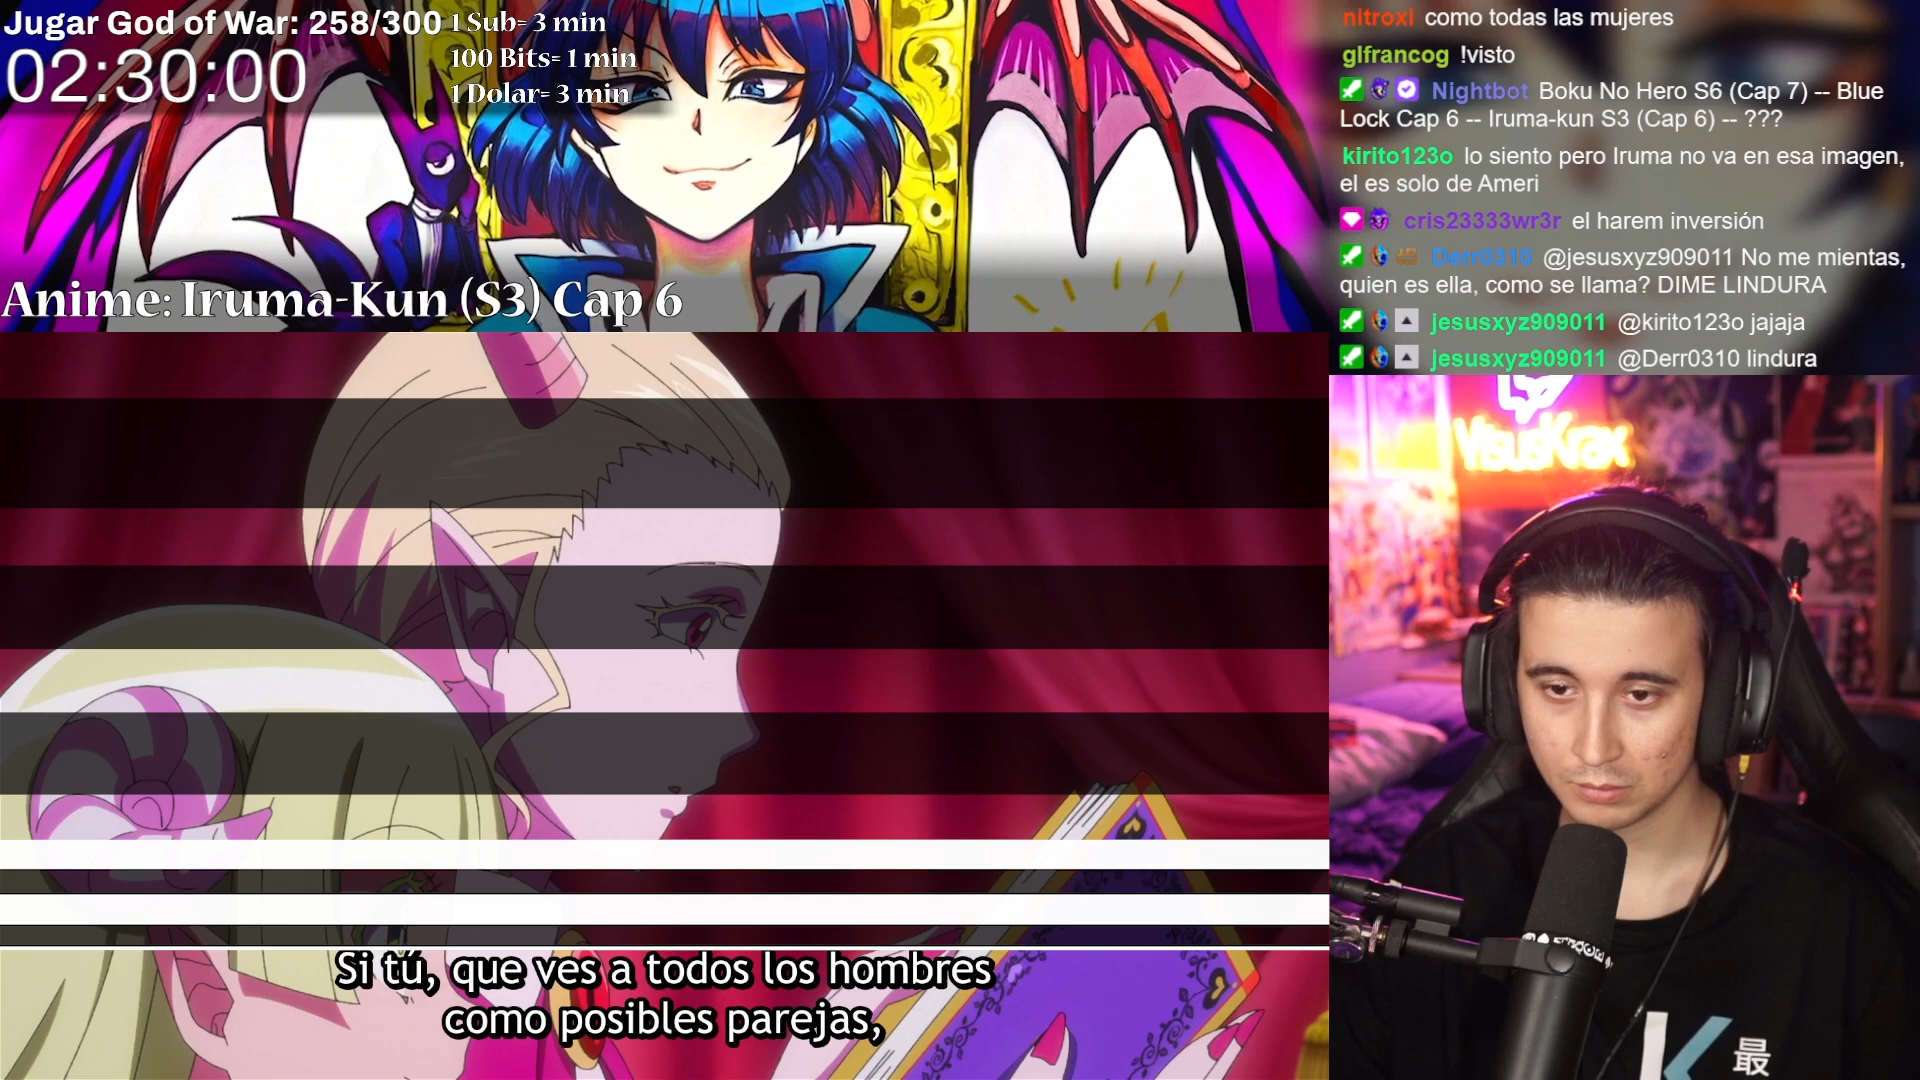 Jugar God of War: 258/300
02:30:00
1 Sub= 3 min
100 Bits= 1 min
1 Dolar= 3 min
Anime: Iruma-Kun (S3) Cap 6
Si tú, que ves a todos los hombres
como posibles parejas,
nitroxi como todas las mujeres
glfrancog !visto
Nightbot Boku No Hero S6 (Cap 7) -- Blue
Lock Cap 6 -- Iruma-kun S3 (Cap 6) -- ???
kirito123o lo siento pero Iruma no va en esa imagen,
el es solo de Ameri
cris23333wr3r el harem inversión
Derr0310 @jesusxyz909011 No me mientas,
quien es ella, como se llama? DIME LINDURA
jesusxyz909011 @kirito123o jajaja
jesusxyz909011 @Derr0310 lindura
VisusKrax
最